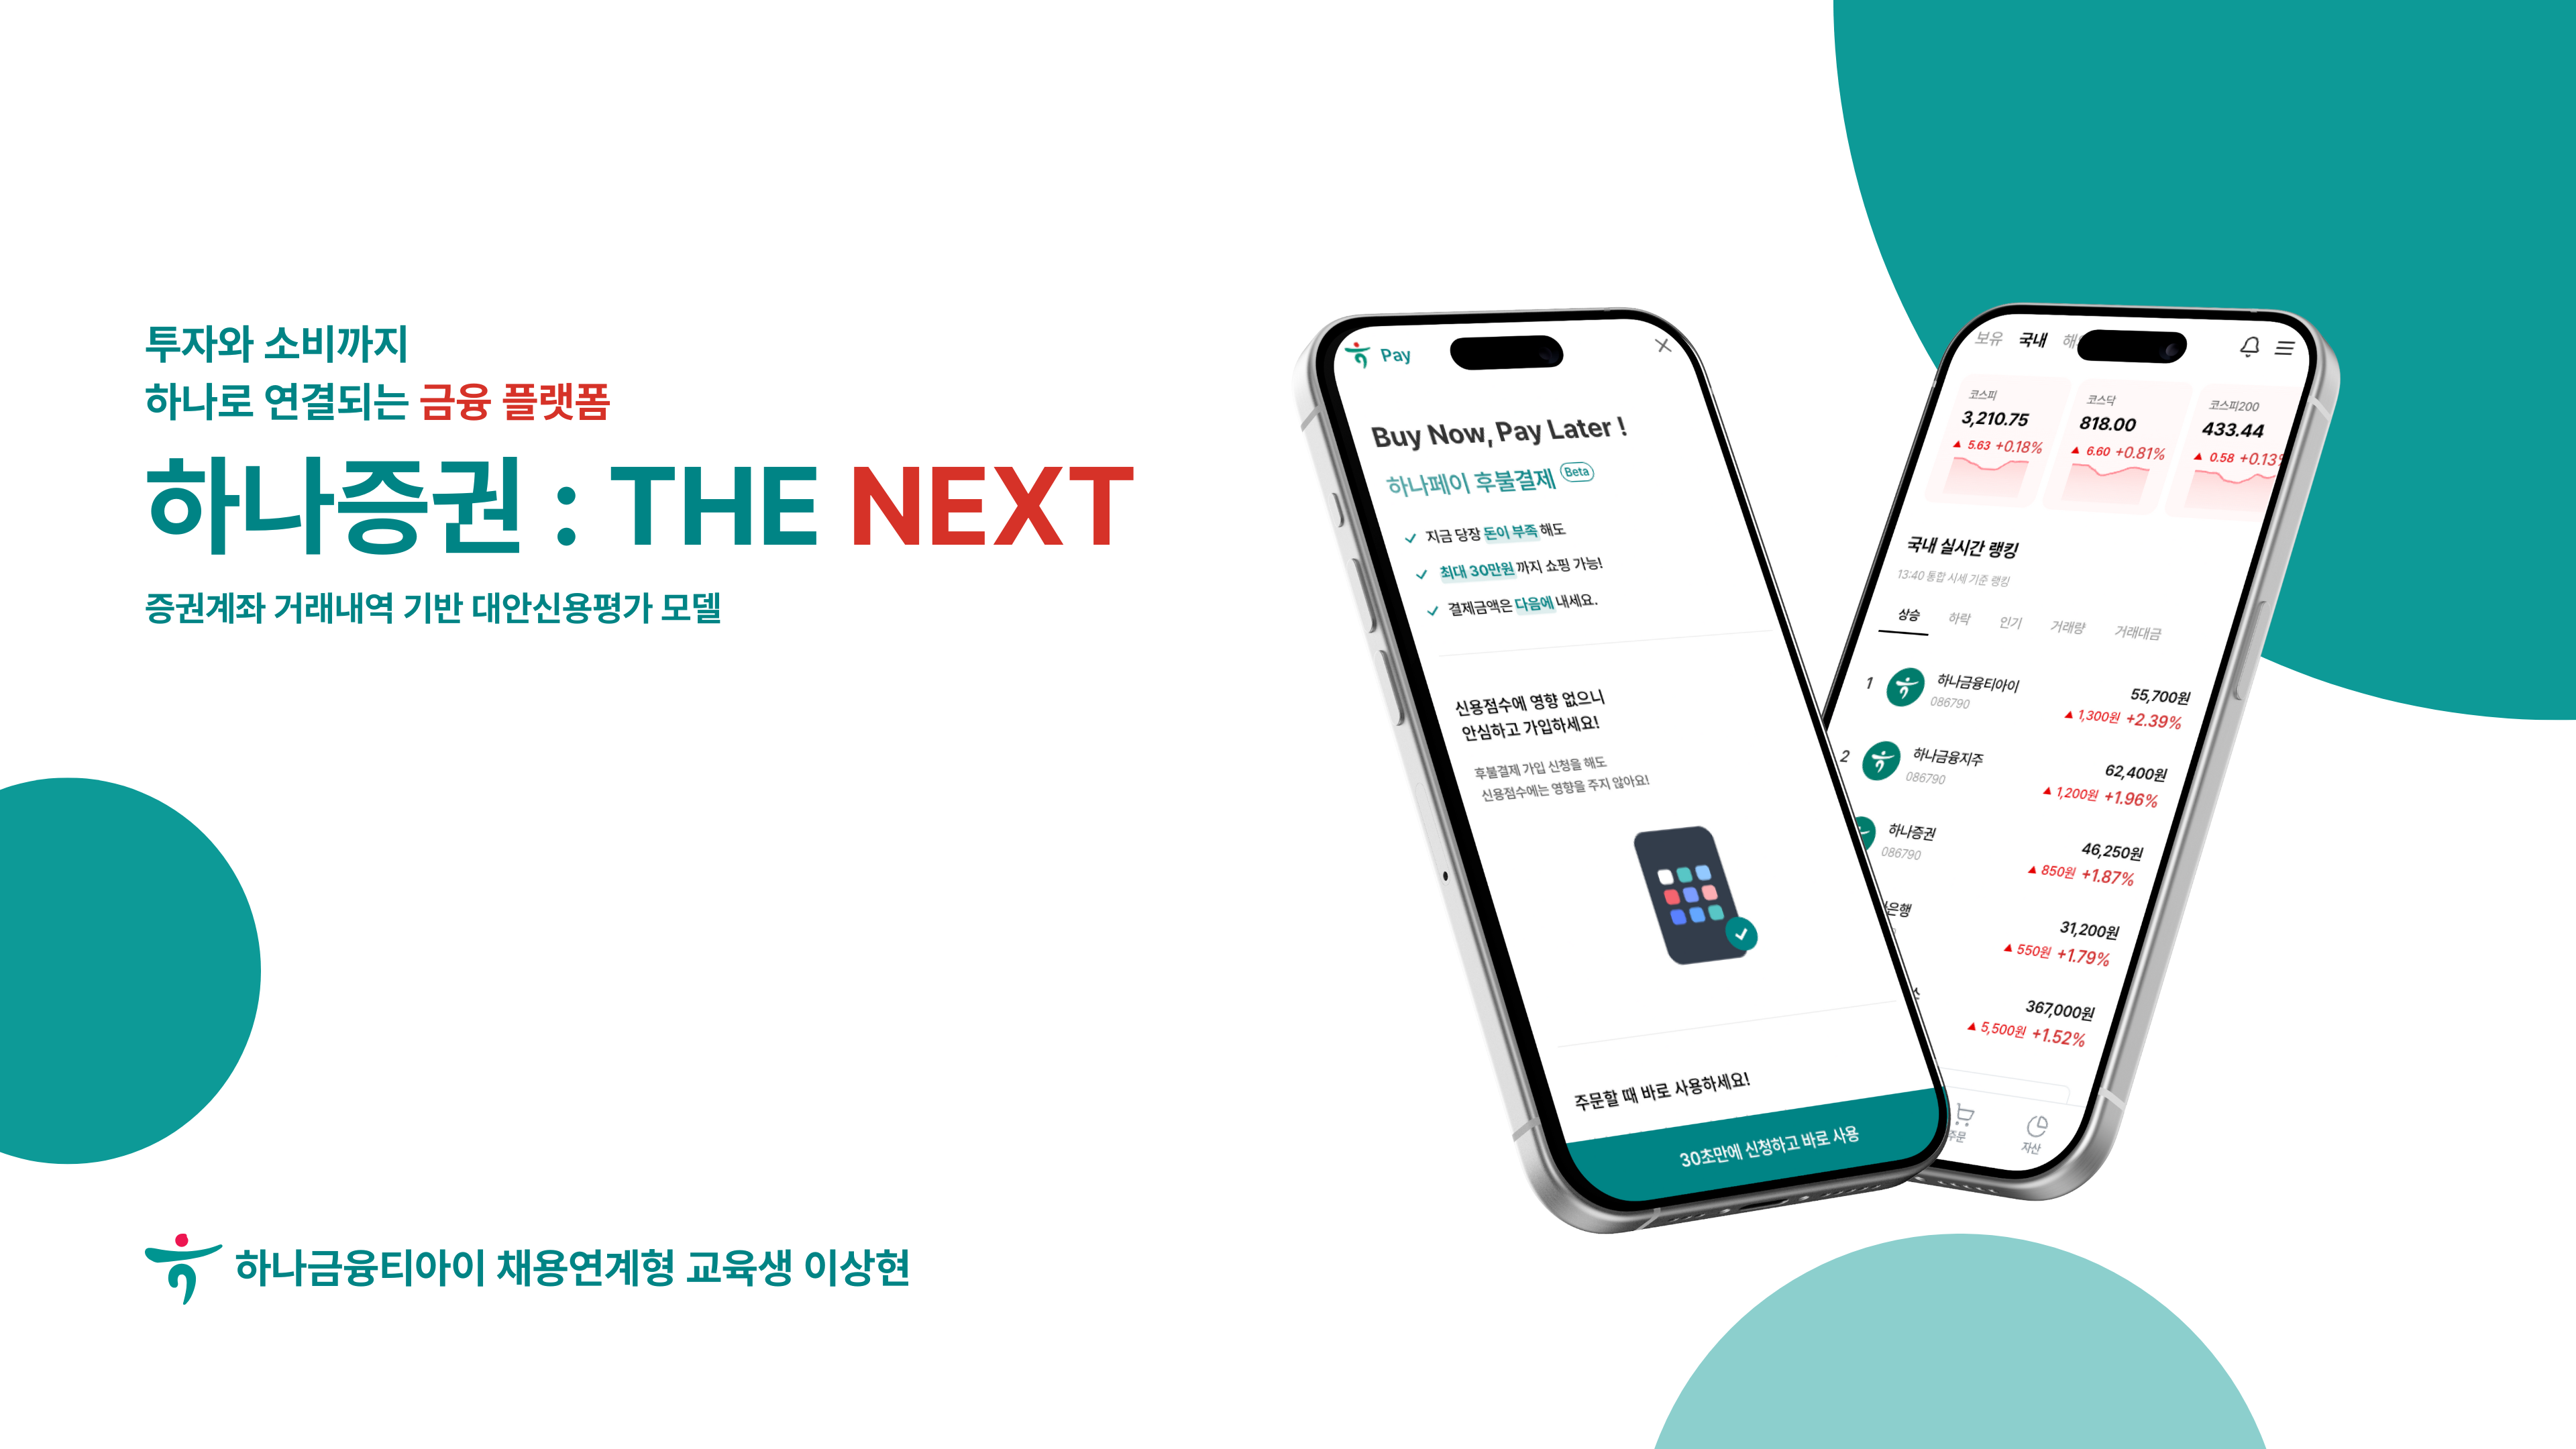 투자와 소비까지
하나로 연결되는 금융 플랫폼
하나증권 : THE NEXT
증권계좌 거래내역 기반 대안신용평가 모델
하나금융티아이 채용연계형 교육생 이상현
Pay
Buy Now, Pay Later !
하나페이 후불결제 Beta
지금 당장 돈이 부족 해도
최대 30만원 까지 쇼핑 가능!
결제금액은 다음에 내세요.
신용점수에 영향 없으니
안심하고 가입하세요!
후불결제 가입 신청을 해도
신용점수에는 영향을 주지 않아요!
주문할 때 바로 사용하세요!
30초만에 신청하고 바로 사용
보유 국내
코스피 코스닥 코스피200
3,210.75 818.00 433.44
▲ 5.63 +0.18% ▲ 6.60 +0.81% ▲ 0.58 +0.13
국내 실시간 랭킹
13:40 통합 시세 기준 랭킹
상승 하락 인기 거래량 거래대금
1 하나금융티아이 55,700원
086790 ▲ 1,300원 +2.39%
2 하나금융지주 62,400원
086790 ▲ 1,200원 +1.96%
하나증권 46,250원
086790 ▲ 850원 +1.87%
은행 31,200원
▲ 550원 +1.79%
367,000원
▲ 5,500원 +1.52%
주문 자산